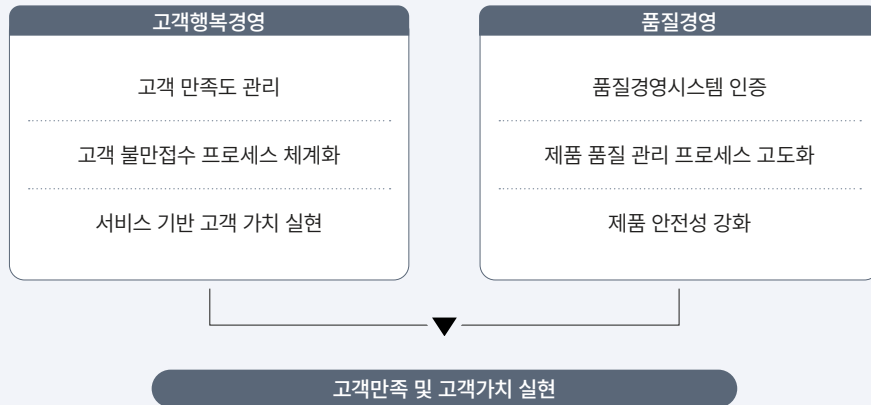 고객행복경영
고객 만족도 관리
고객 불만접수 프로세스 체계화
서비스 기반 고객 가치 실현
품질경영
품질경영시스템 인증
제품 품질 관리 프로세스 고도화
제품 안전성 강화
고객만족 및 고객가치 실현